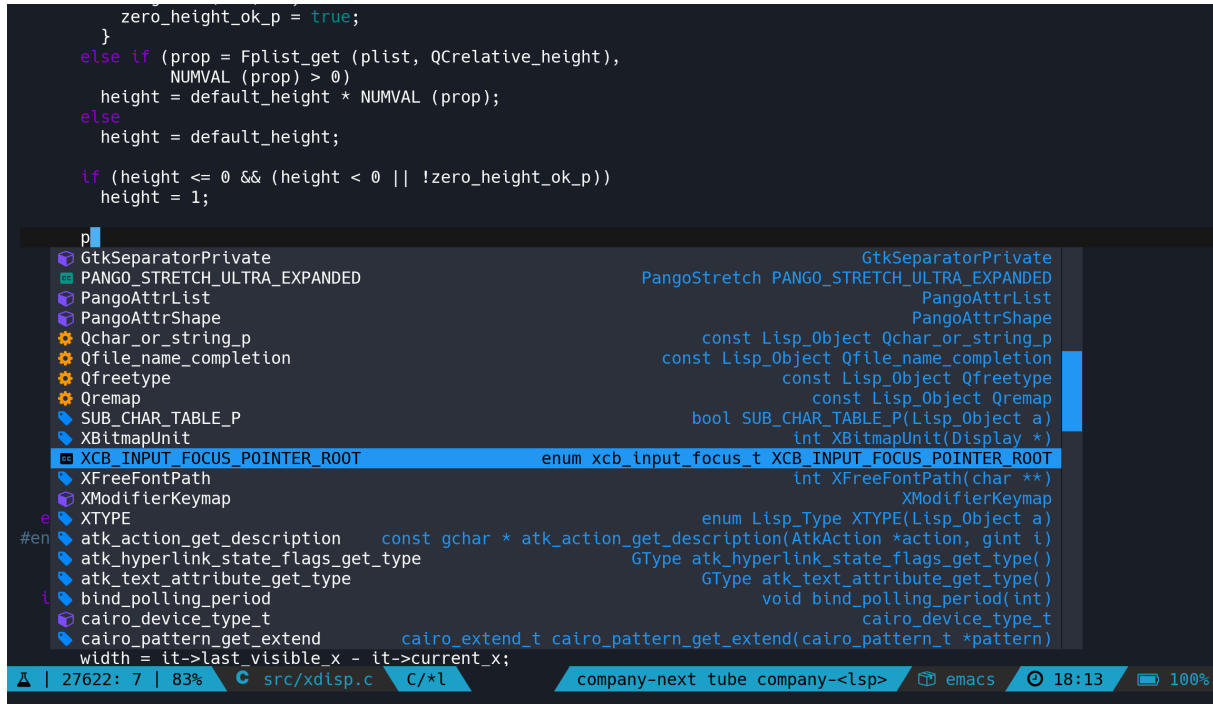 zero_height_ok_p = true;
}
else if (prop = Fplist_get (plist, QCrelative_height),
NUMVAL (prop) > 0)
height = default_height * NUMVAL (prop);
else
height = default_height;
if (height <= 0 && (height < 0 || !zero_height_ok_p))
height = 1;
p
GtkSeparatorPrivate GtkSeparatorPrivate
PANGO_STRETCH_ULTRA_EXPANDED PangoStretch PANGO_STRETCH_ULTRA_EXPANDED
PangoAttrList PangoAttrList
PangoAttrShape PangoAttrShape
Qchar_or_string_p const Lisp_Object Qchar_or_string_p
Qfile_name_completion const Lisp_Object Qfile_name_completion
Qfreetype const Lisp_Object Qfreetype
Qremap const Lisp_Object Qremap
SUB_CHAR_TABLE_P bool SUB_CHAR_TABLE_P(Lisp_Object a)
XBitmapUnit int XBitmapUnit(Display *)
XCB_INPUT_FOCUS_POINTER_ROOT enum xcb_input_focus_t XCB_INPUT_FOCUS_POINTER_ROOT
XFreeFontPath int XFreeFontPath(char **)
XModifierKeymap XModifierKeymap
e XTYPE enum Lisp_Type XTYPE(Lisp_Object a)
#en atk_action_get_description const gchar * atk_action_get_description(AtkAction *action, gint i)
atk_hyperlink_state_flags_get_type GType atk_hyperlink_state_flags_get_type()
atk_text_attribute_get_type GType atk_text_attribute_get_type()
i bind_polling_period void bind_polling_period(int)
cairo_device_type_t cairo_device_type_t
cairo_pattern_get_extend cairo_extend_t cairo_pattern_get_extend(cairo_pattern_t *pattern)
width = it->last_visible_x - it->current_x;
| 27622: 7 | 83% C src/xdisp.c C/*l company-next tube company-<lsp> emacs 18:13 100%